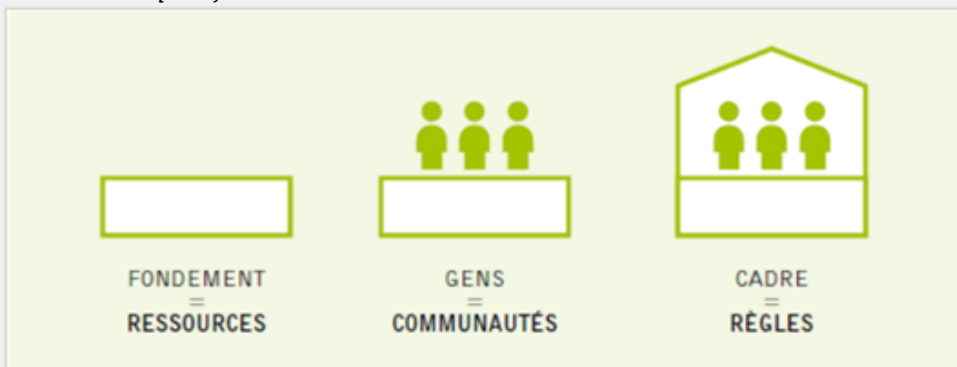 FONDEMENT
=
RESSOURCES
GENS
=
COMMUNAUTÉS
CADRE
=
RÈGLES